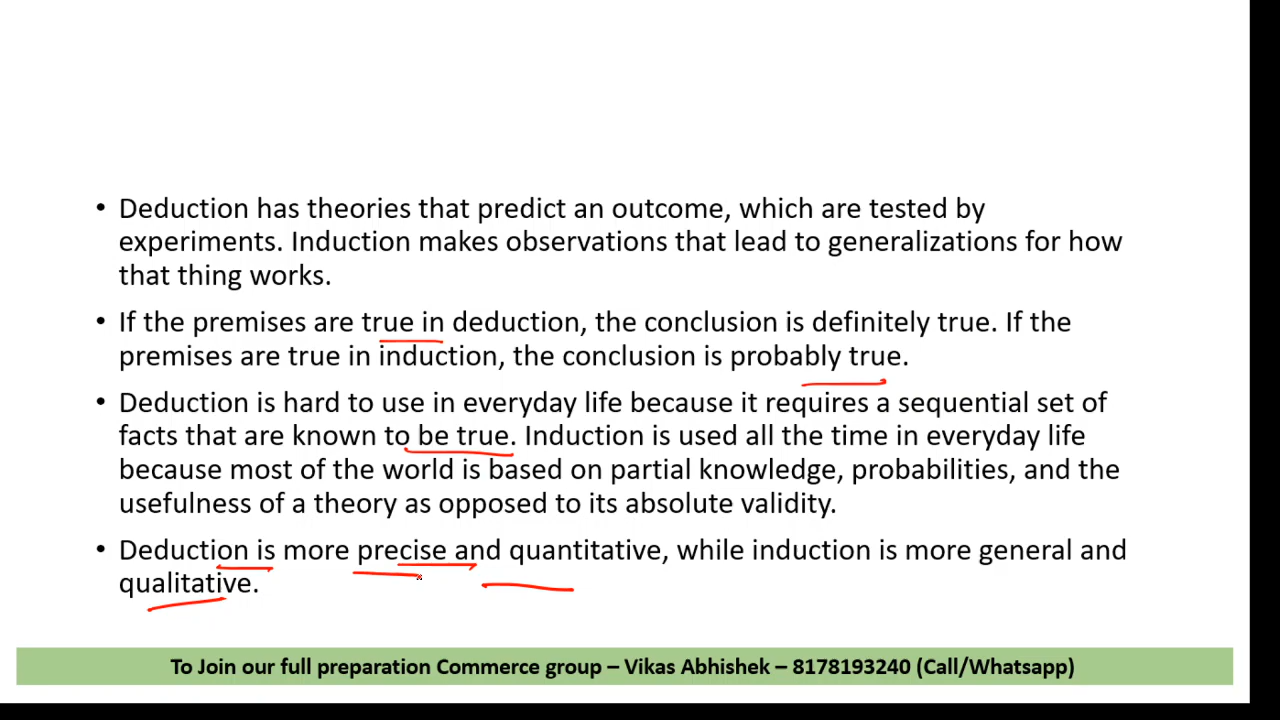 • Deduction has theories that predict an outcome, which are tested by
experiments. Induction makes observations that lead to generalizations for how
that thing works.
• If the premises are true in deduction, the conclusion is definitely true. If the
premises are true in induction, the conclusion is probably true.
• Deduction is hard to use in everyday life because it requires a sequential set of
facts that are known to be true. Induction is used all the time in everyday life
because most of the world is based on partial knowledge, probabilities, and the
usefulness of a theory as opposed to its absolute validity.
• Deduction is more precise and quantitative, while induction is more general and
qualitative.
To Join our full preparation Commerce group – Vikas Abhishek – 8178193240 (Call/Whatsapp)